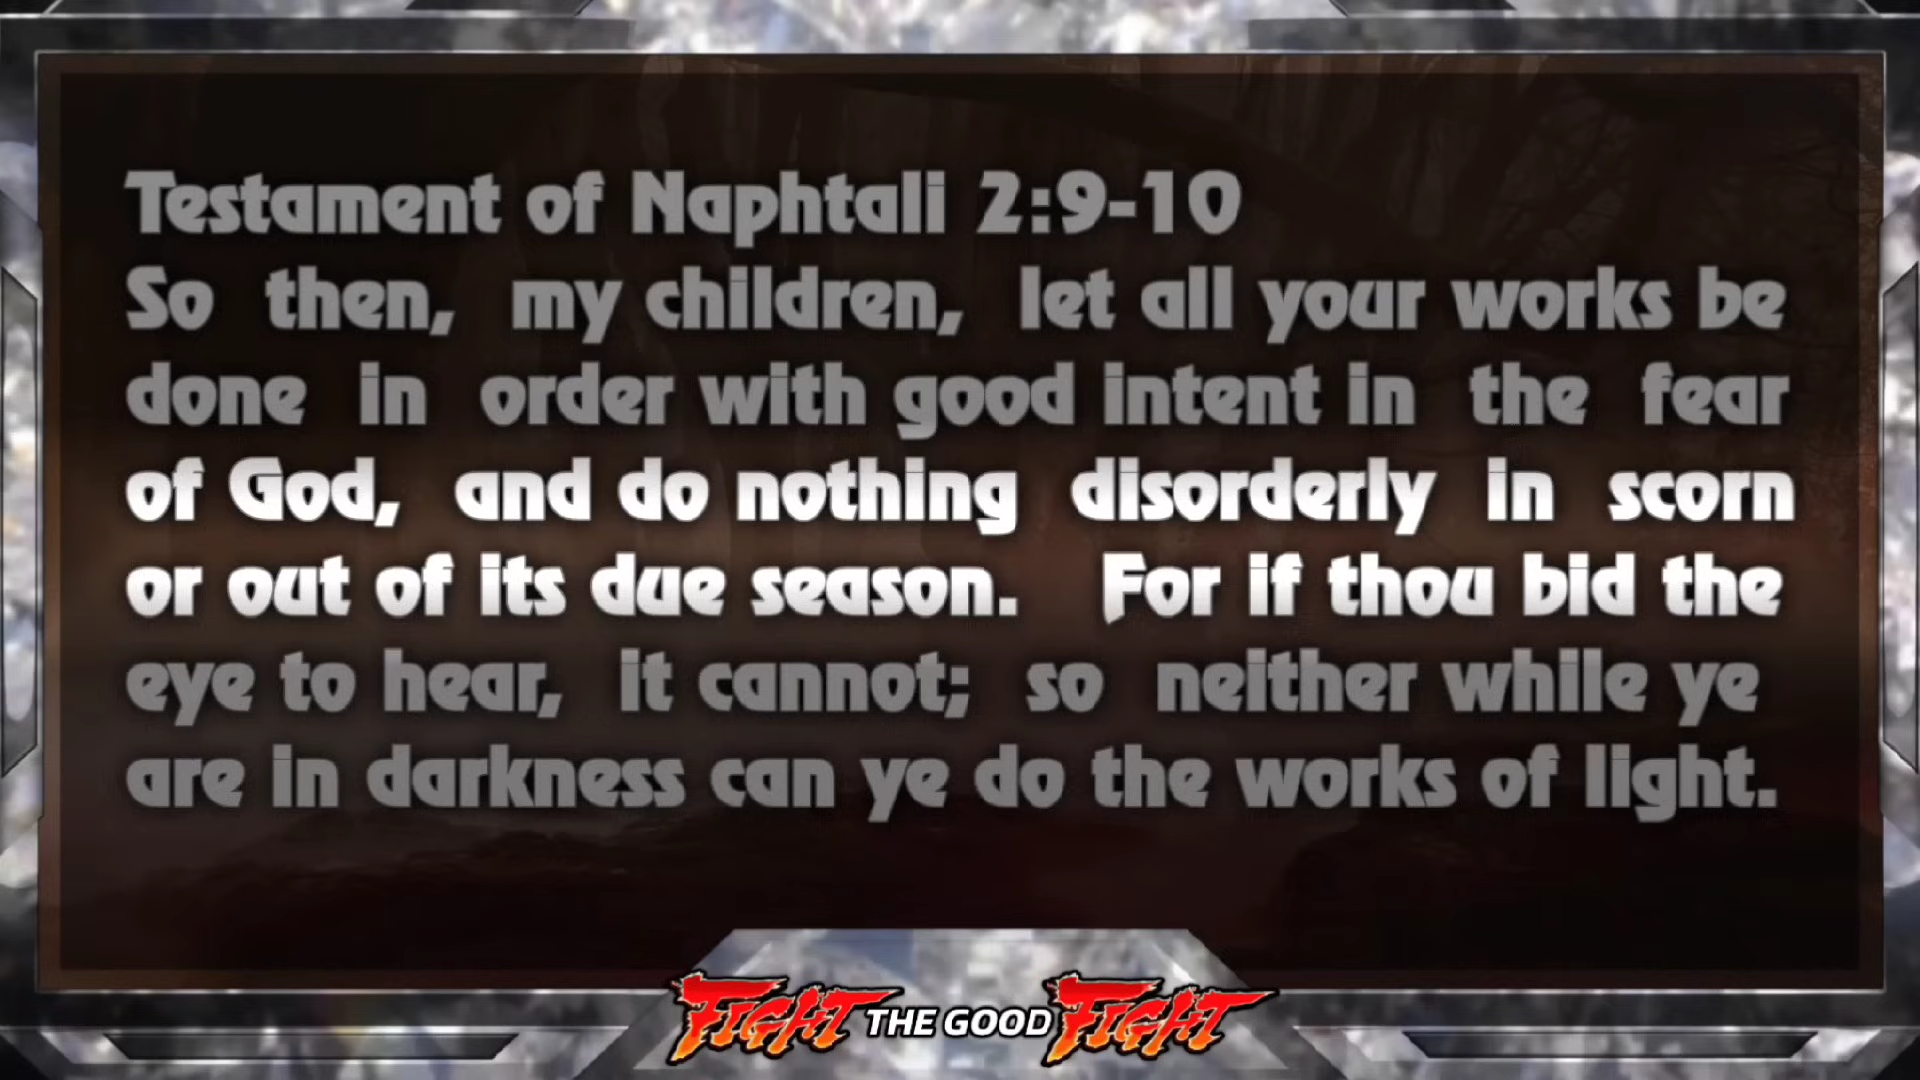 Testament of Naphtali 2:9-10
So then, my children, let all your works be
done in order with good intent in the fear
of God, and do nothing disorderly in scorn
or out of its due season. For if thou bid the
eye to hear, it cannot; so neither while ye
are in darkness can ye do the works of light.
FIGHT THE GOOD FIGHT